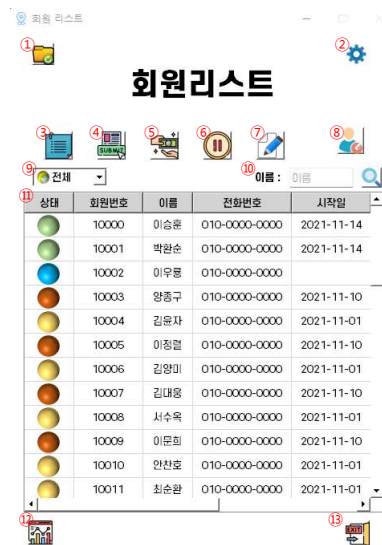 회원 리스트
① ②
회원리스트
③ ④ ⑤ ⑥ ⑦ ⑧
SUBMIT
⑨ ⑩
전체 이름 : 이름
⑪
상태 회원번호 이름 전화번호 시작일
10000 이승훈 010-0000-0000 2021-11-14
10001 박환순 010-0000-0000 2021-11-14
10002 이우룡 010-0000-0000
10003 양종구 010-0000-0000 2021-11-10
10004 김윤자 010-0000-0000 2021-11-01
10005 이정렬 010-0000-0000 2021-11-10
10006 김양미 010-0000-0000 2021-11-01
10007 김대웅 010-0000-0000 2021-11-10
10008 서수옥 010-0000-0000 2021-11-01
10009 이문희 010-0000-0000 2021-11-10
10010 안찬호 010-0000-0000 2021-11-01
10011 최순환 010-0000-0000 2021-11-01
⑫ ⑬
EXIT